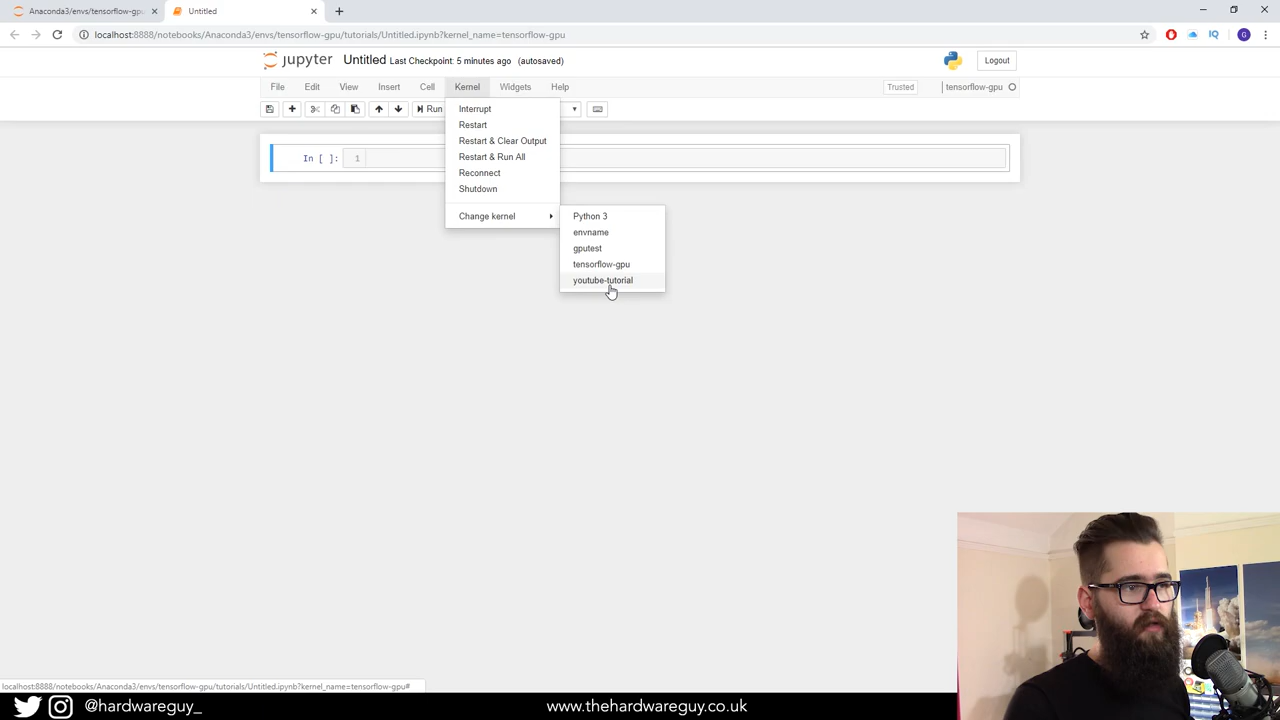 Anaconda3/envs/tensorflow-gpu
Untitled
localhost:8888/notebooks/Anaconda3/envs/tensorflow-gpu/tutorials/Untitled.ipynb?kernel_name=tensorflow-gpu
IQ
G
jupyter Untitled Last Checkpoint: 5 minutes ago (autosaved)
Logout
File Edit View Insert Cell Kernel Widgets Help
Trusted
tensorflow-gpu
Run
Interrupt
Restart
Restart & Clear Output
Restart & Run All
Reconnect
Shutdown
Change kernel
In [ ]:
1
Python 3
envname
gputest
tensorflow-gpu
youtube-tutorial
localhost:8888/notebooks/Anaconda3/envs/tensorflow-gpu/tutorials/Untitled.ipynb?kernel_name=tensorflow-gpu#
@hardwareguy_
www.thehardwareguy.co.uk